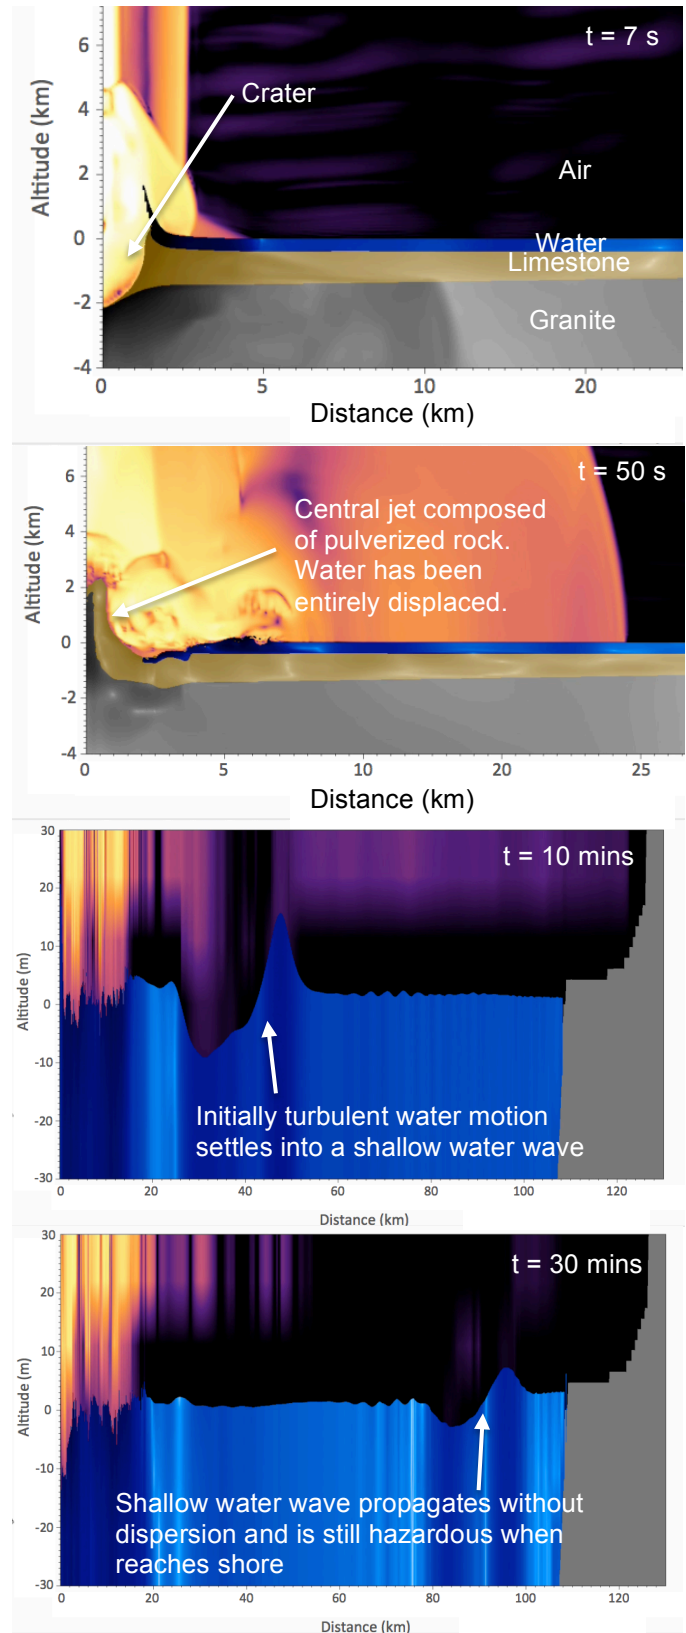 t = 7 s
6
Crater
4
Altitude (km)
2
Air
0
Water
Limestone
-2
Granite
-4
0 5 10 20
Distance (km)
t = 50 s
6
Central jet composed
of pulverized rock.
Water has been
entirely displaced.
4
Altitude (km)
2
0
-2
-4
0 5 10 20 25
Distance (km)
30
t = 10 mins
20
10
Altitude (m)
0
-10
-20
Initially turbulent water motion
settles into a shallow water wave
-30
0 20 40 60 80 100 120
Distance (km)
30
t = 30 mins
20
10
Altitude (m)
0
-10
-20
Shallow water wave propagates without
dispersion and is still hazardous when
reaches shore
-30
0 20 40 60 80 100 120
Distance (km)